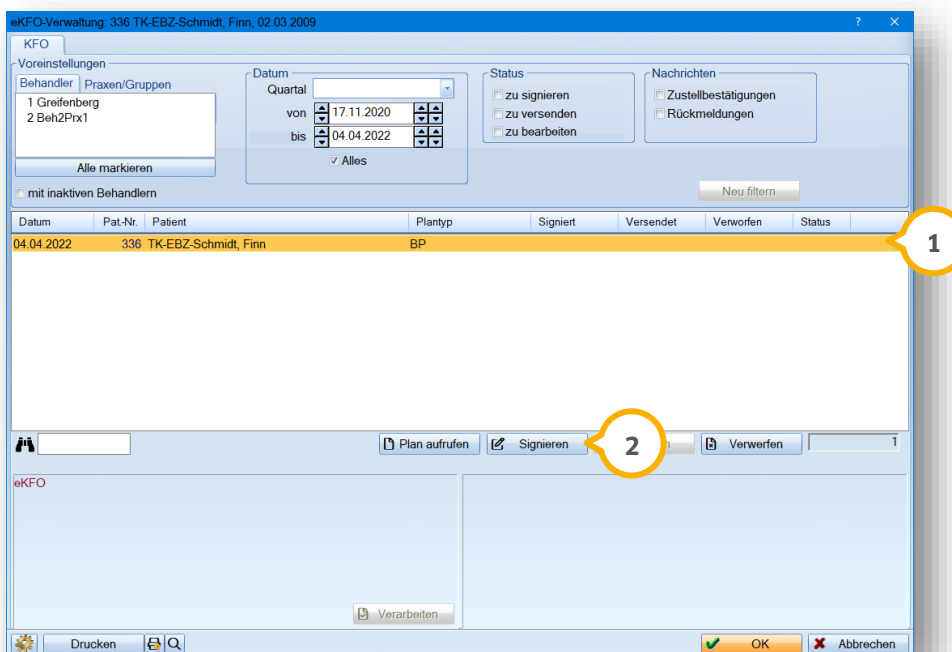 eKFO-Verwaltung: 336 TK-EBZ-Schmidt, Finn, 02.03.2009
KFO
Voreinstellungen
Behandler Praxen/Gruppen
1 Greifenberg
2 Beh2Prx1
Alle markieren
mit inaktiven Behandlern
Datum
Quartal
von 17.11.2020
bis 04.04.2022
Alles
Status
zu signieren
zu versenden
zu bearbeiten
Nachrichten
Zustellbestätigungen
Rückmeldungen
Neu filtern
Datum Pat-Nr. Patient Plantyp Signiert Versendet Verworfen Status
04.04.2022 336 TK-EBZ-Schmidt, Finn BP
1
Plan aufrufen Signieren 2 Verwerfen 1
eKFO
Verarbeiten
Drucken OK Abbrechen